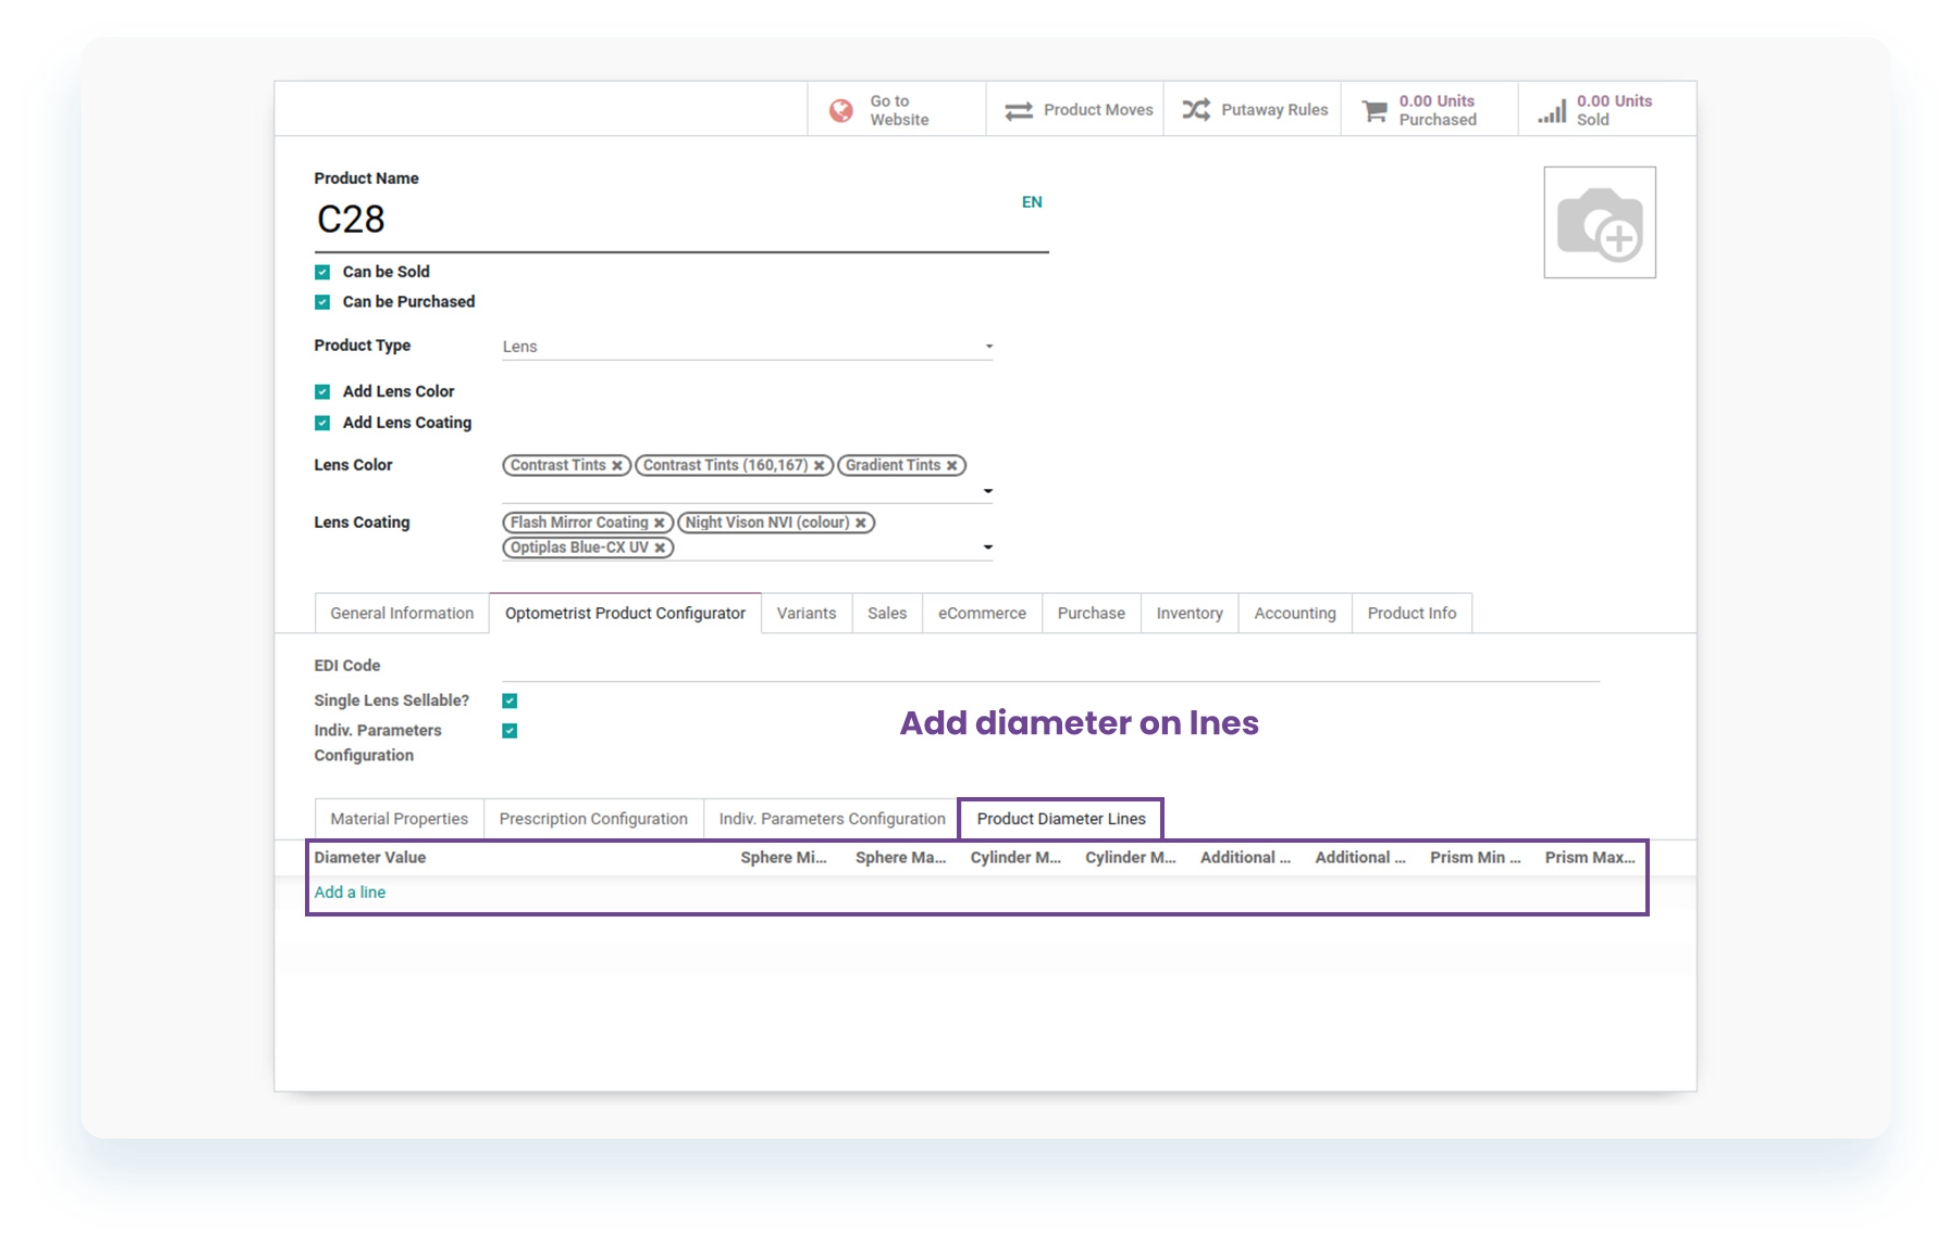 Go to
Website
Product Moves
Putaway Rules
0.00 Units
Purchased
0.00 Units
Sold
Product Name
C28
EN
Can be Sold
Can be Purchased
Product Type
Lens
Add Lens Color
Add Lens Coating
Lens Color
Contrast Tints × Contrast Tints (160,167) × Gradient Tints ×
Lens Coating
Flash Mirror Coating × Night Vison NVI (colour) ×
Optiplas Blue-CX UV ×
General Information Optometrist Product Configurator Variants Sales eCommerce Purchase Inventory Accounting Product Info
EDI Code
Single Lens Sellable?
Indiv. Parameters
Configuration
Add diameter on lnes
Material Properties Prescription Configuration Indiv. Parameters Configuration Product Diameter Lines
Diameter Value Sphere Mi... Sphere Ma... Cylinder M... Cylinder M... Additional ... Additional ... Prism Min ... Prism Max...
Add a line